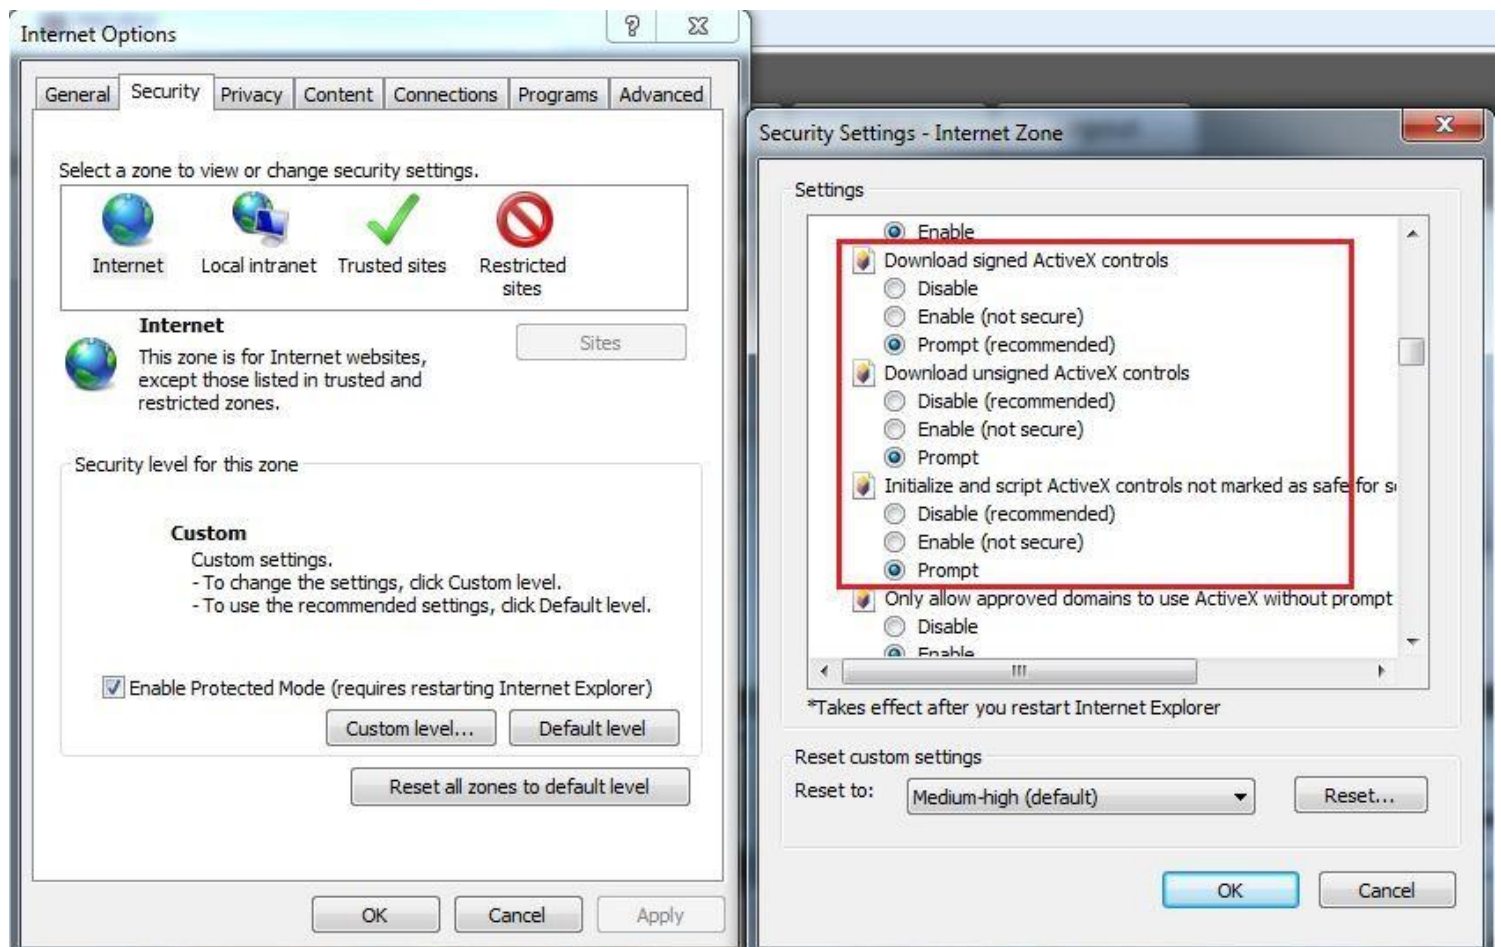 Internet Options
General Security Privacy Content Connections Programs Advanced
Select a zone to view or change security settings.
Internet
Local intranet
Trusted sites
Restricted
sites
Internet
This zone is for Internet websites,
except those listed in trusted and
restricted zones.
Sites
Security level for this zone
Custom
Custom settings.
- To change the settings, click Custom level.
- To use the recommended settings, click Default level.
Enable Protected Mode (requires restarting Internet Explorer)
Custom level...
Default level
Reset all zones to default level
OK
Cancel
Apply
Security Settings - Internet Zone
Settings
Enable
Download signed ActiveX controls
Disable
Enable (not secure)
Prompt (recommended)
Download unsigned ActiveX controls
Disable (recommended)
Enable (not secure)
Prompt
Initialize and script ActiveX controls not marked as safe for s
Disable (recommended)
Enable (not secure)
Prompt
Only allow approved domains to use ActiveX without prompt
Disable
Enable
*Takes effect after you restart Internet Explorer
Reset custom settings
Reset to:
Medium-high (default)
Reset...
OK
Cancel